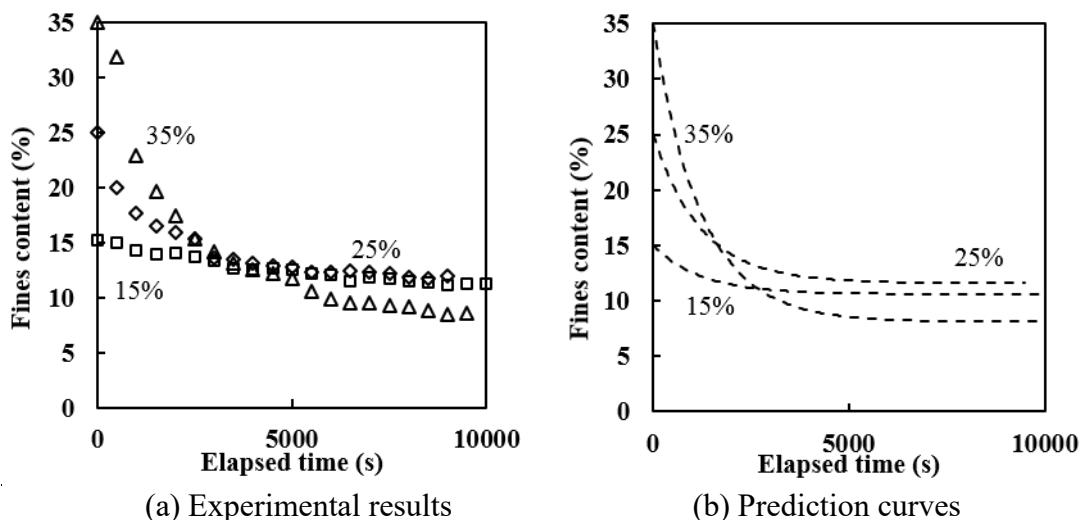 Fines content (%)
35
30
25
20
15
10
5
0
35%
25%
15%
0 5000 10000
Elapsed time (s)
(a) Experimental results
Fines content (%)
35
30
25
20
15
10
5
0
35%
25%
15%
0 5000 10000
Elapsed time (s)
(b) Prediction curves